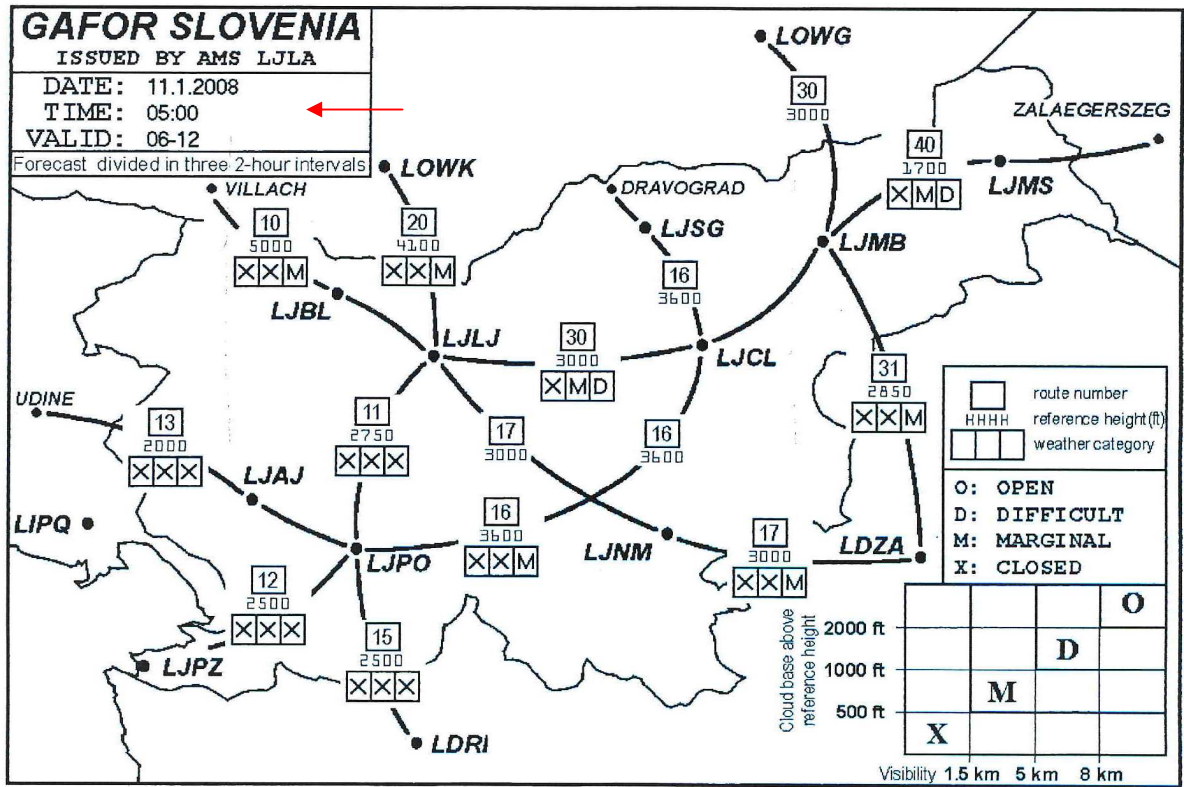 GAFOR SLOVENIA
ISSUED BY AMS LJLA
DATE: 11.1.2008
TIME: 05:00
VALID: 06-12
Forecast divided in three 2-hour intervals
LOWG
30
3000
ZALAEGERSZEG
40
1700
X M D
LJMS
LOWK
VILLACH
DRAVOGRAD
10
5000
X X M
20
4100
X X M
LJSG
LJMB
LJBL
16
3600
LJLJ
30
3000
X M D
LJCL
31
2850
X X M
UDINE
13
2000
X X X
11
2750
X X X
17
3000
16
3600
LJAJ
LIPQ
16
3600
X X M
LJPO
LJNM
17
3000
X X M
LDZA
12
2500
X X X
LJPZ
15
2500
X X X
LDRI
route number
HHHH reference height(ft)
weather category
O: OPEN
D: DIFFICULT
M: MARGINAL
X: CLOSED
Cloud base above
reference height
O
2000 ft
D
1000 ft
M
500 ft
X
Visibility 1.5 km 5 km 8 km